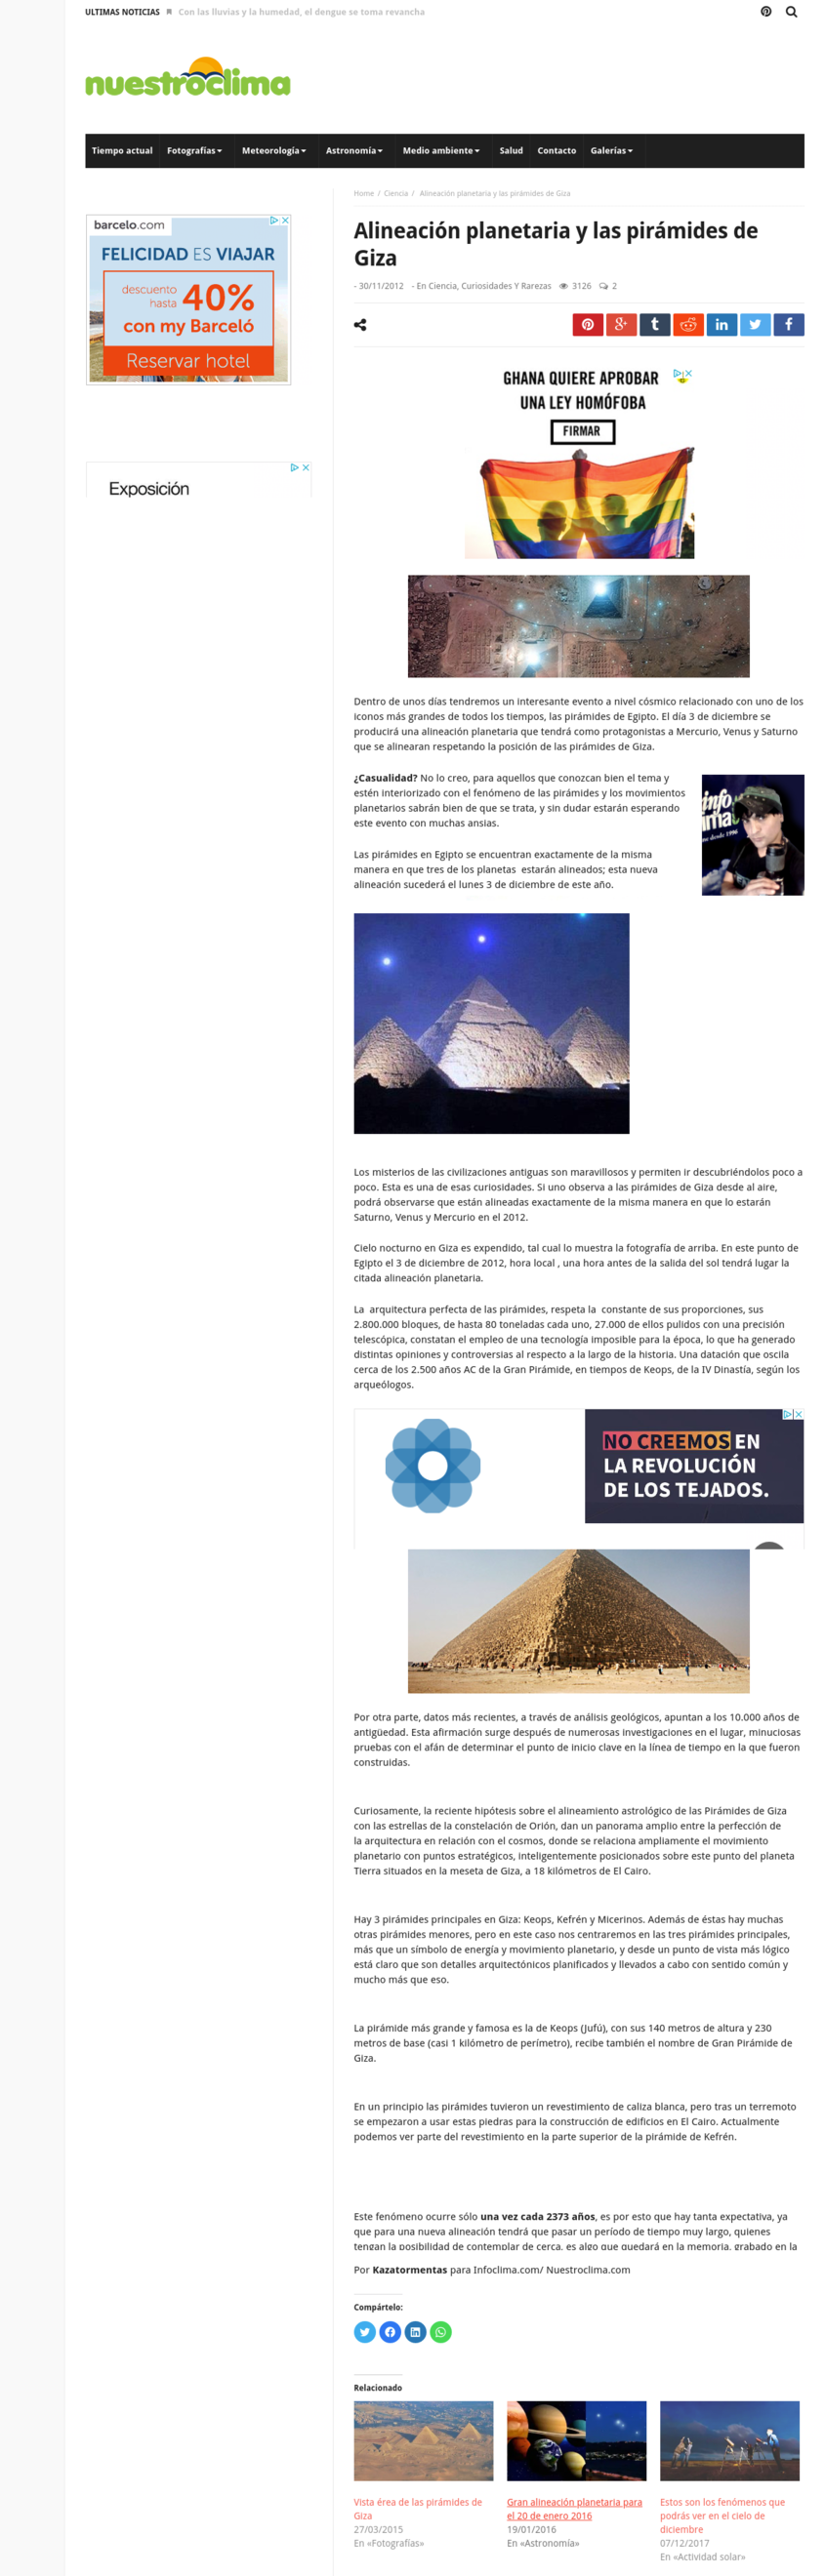 ULTIMAS NOTICIAS Con las lluvias y la humedad, el dengue se toma revancha
nuestroclima
Tiempo actual Fotografías Meteorología Astronomía Medio ambiente Salud Contacto Galerías
Home / Ciencia / Alineación planetaria y las pirámides de Giza
Alineación planetaria y las pirámides de
Giza
- 30/11/2012 - En Ciencia, Curiosidades Y Rarezas 3126 2
barcelo.com
FELICIDAD ES VIAJAR
descuento
hasta 40%
con my Barceló
Reservar hotel
Exposición
GHANA QUIERE APROBAR
UNA LEY HOMÓFOBA
FIRMAR
Dentro de unos días tendremos un interesante evento a nivel cósmico relacionado con uno de los
iconos más grandes de todos los tiempos, las pirámides de Egipto. El día 3 de diciembre se
producirá una alineación planetaria que tendrá como protagonistas a Mercurio, Venus y Saturno
que se alinearan respetando la posición de las pirámides de Giza.
¿Casualidad? No lo creo, para aquellos que conozcan bien el tema y
estén interiorizado con el fenómeno de las pirámides y los movimientos
planetarios sabrán bien de que se trata, y sin dudar estarán esperando
este evento con muchas ansias.
Las pirámides en Egipto se encuentran exactamente de la misma
manera en que tres de los planetas estarán alineados; esta nueva
alineación sucederá el lunes 3 de diciembre de este año.
Los misterios de las civilizaciones antiguas son maravillosos y permiten ir descubriéndolos poco a
poco. Esta es una de esas curiosidades. Si uno observa a las pirámides de Giza desde al aire,
podrá observarse que están alineadas exactamente de la misma manera en que lo estarán
Saturno, Venus y Mercurio en el 2012.
Cielo nocturno en Giza es expendido, tal cual lo muestra la fotografía de arriba. En este punto de
Egipto el 3 de diciembre de 2012, hora local , una hora antes de la salida del sol tendrá lugar la
citada alineación planetaria.
La arquitectura perfecta de las pirámides, respeta la constante de sus proporciones, sus
2.800.000 bloques, de hasta 80 toneladas cada uno, 27.000 de ellos pulidos con una precisión
telescópica, constatan el empleo de una tecnología imposible para la época, lo que ha generado
distintas opiniones y controversias al respecto a la largo de la historia. Una datación que oscila
cerca de los 2.500 años AC de la Gran Pirámide, en tiempos de Keops, de la IV Dinastía, según los
arqueólogos.
NO CREEMOS EN
LA REVOLUCIÓN
DE LOS TEJADOS.
Por otra parte, datos más recientes, a través de análisis geológicos, apuntan a los 10.000 años de
antigüedad. Esta afirmación surge después de numerosas investigaciones en el lugar, minuciosas
pruebas con el afán de determinar el punto de inicio clave en la línea de tiempo en la que fueron
construidas.
Curiosamente, la reciente hipótesis sobre el alineamiento astrológico de las Pirámides de Giza
con las estrellas de la constelación de Orión, dan un panorama amplio entre la perfección de
la arquitectura en relación con el cosmos, donde se relaciona ampliamente el movimiento
planetario con puntos estratégicos, inteligentemente posicionados sobre este punto del planeta
Tierra situados en la meseta de Giza, a 18 kilómetros de El Cairo.
Hay 3 pirámides principales en Giza: Keops, Kefrén y Micerinos. Además de éstas hay muchas
otras pirámides menores, pero en este caso nos centraremos en las tres pirámides principales,
más que un símbolo de energía y movimiento planetario, y desde un punto de vista más lógico
está claro que son detalles arquitectónicos planificados y llevados a cabo con sentido común y
mucho más que eso.
La pirámide más grande y famosa es la de Keops (Jufú), con sus 140 metros de altura y 230
metros de base (casi 1 kilómetro de perímetro), recibe también el nombre de Gran Pirámide de
Giza.
En un principio las pirámides tuvieron un revestimiento de caliza blanca, pero tras un terremoto
se empezaron a usar estas piedras para la construcción de edificios en El Cairo. Actualmente
podemos ver parte del revestimiento en la parte superior de la pirámide de Kefrén.
Este fenómeno ocurre sólo una vez cada 2373 años, es por esto que hay tanta expectativa, ya
que para una nueva alineación tendrá que pasar un período de tiempo muy largo, quienes
tengan la posibilidad de contemplar de cerca, es algo que quedará en la memoria, grabado en la
Por Kazatormentas para Infoclima.com/ Nuestroclima.com
Compártelo:
Relacionado
Vista érea de las pirámides de
Giza
27/03/2015
En «Fotografías»
Gran alineación planetaria para
el 20 de enero 2016
19/01/2016
En «Astronomía»
Estos son los fenómenos que
podrás ver en el cielo de
diciembre
07/12/2017
En «Actividad solar»